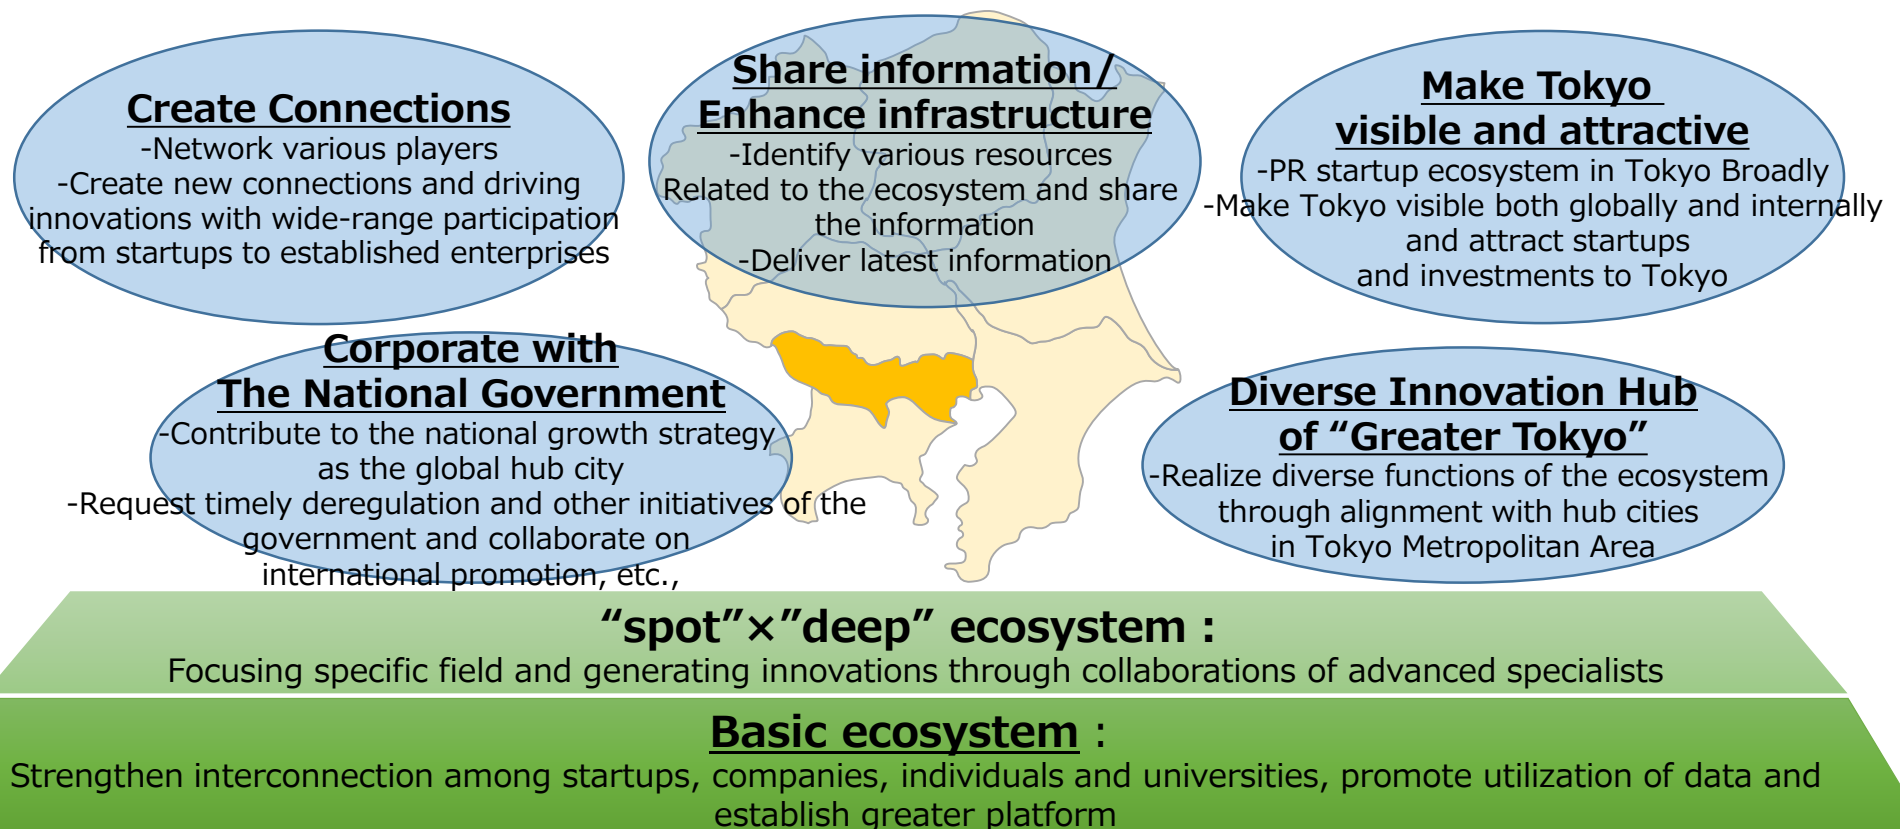 Create Connections
-Network various players
-Create new connections and driving
innovations with wide-range participation
from startups to established enterprises
Share information/
Enhance infrastructure
-Identify various resources
Related to the ecosystem and share
the information
-Deliver latest information
Make Tokyo
visible and attractive
-PR startup ecosystem in Tokyo Broadly
-Make Tokyo visible both globally and internally
and attract startups
and investments to Tokyo
Corporate with
The National Government
-Contribute to the national growth strategy
as the global hub city
-Request timely deregulation and other initiatives of the
government and collaborate on
international promotion, etc.,
Diverse Innovation Hub
of “Greater Tokyo”
-Realize diverse functions of the ecosystem
through alignment with hub cities
in Tokyo Metropolitan Area
“spot”×”deep” ecosystem :
Focusing specific field and generating innovations through collaborations of advanced specialists
Basic ecosystem :
Strengthen interconnection among startups, companies, individuals and universities, promote utilization of data and
establish greater platform